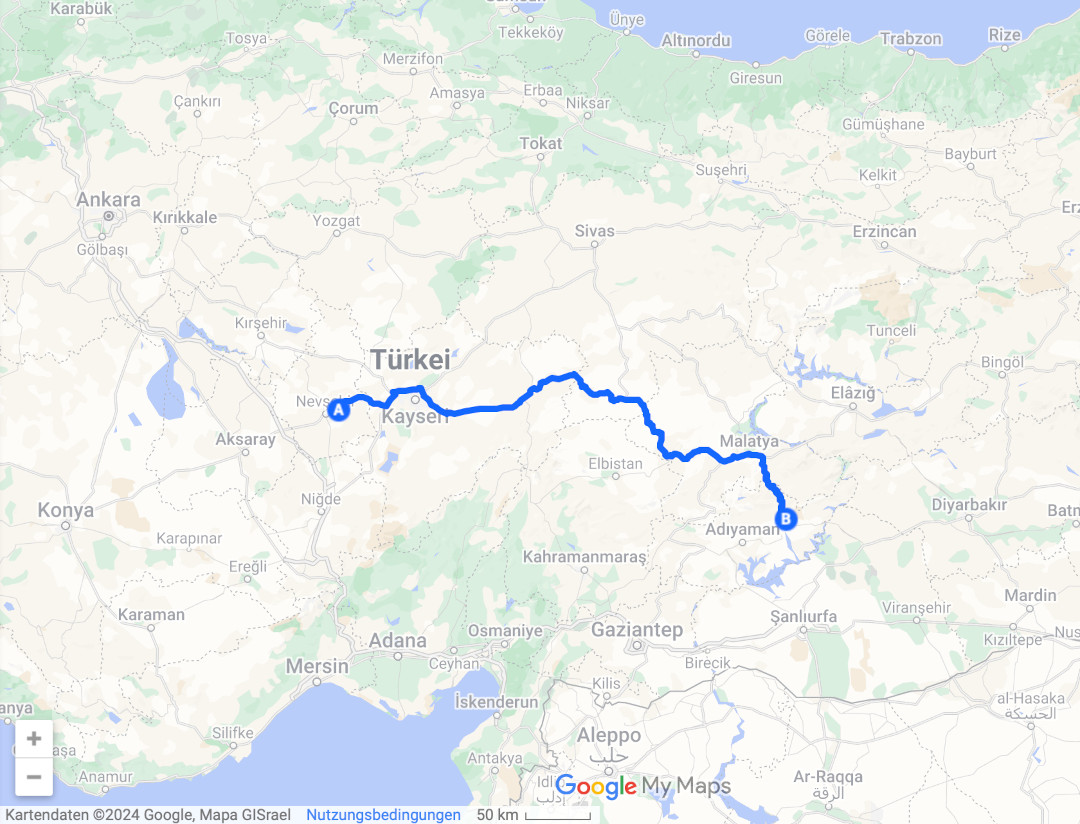 Karabük
Samsun
Ünye
Tekkeköy
Altınordu
Görele
Trabzon
Rize
Tosya
Merzifon
Giresun
Çankırı
Amasya
Erbaa
Niksar
Çorum
Gümüşhane
Tokat
Bayburt
Suşehri
Kelkit
Ankara
Kırıkkale
Erz
Yozgat
Sivas
Erzincan
Gölbaşı
Kırşehir
Tunceli
Türkei
Bingöl
Elâzığ
Nevş
A
Kayseri
Aksaray
Malatya
Elbistan
Niğde
Diyarbakır
Konya
Batm
B
Adıyaman
Karapınar
Kahramanmaraş
Ereğli
Mardin
Karaman
Viranşehir
Şanlıurfa
Osmaniye
Gaziantep
Adana
Kızıltepe
Nus
Ceyhan
Mersin
Birecik
Kilis
al-Hasaka
الحسكة
İskenderun
anya
Silifke
Aleppo
حلب
aşa
Antakya
Anamur
Idlib
إدلب
Ar-Raqqa
الرقة
+
−
Google My Maps
Kartendaten ©2024 Google, Mapa GISrael Nutzungsbedingungen 50 km